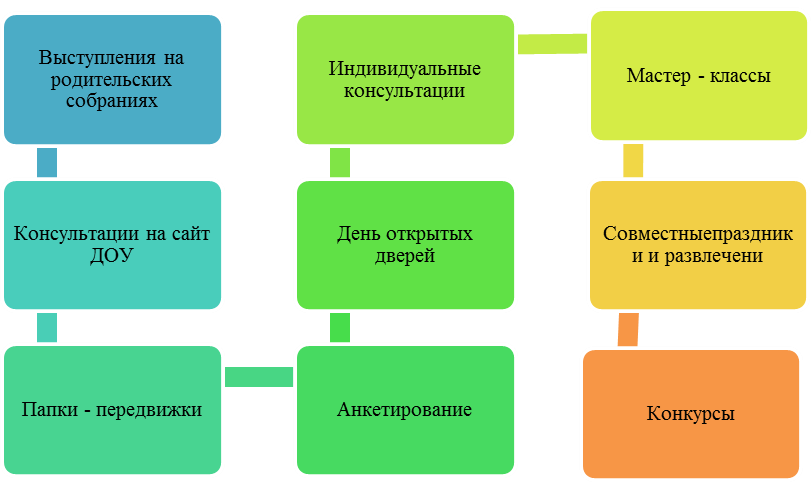 Выступления на
родительских
собраниях
Консультации на сайт
ДОУ
Папки - передвижки
Анкетирование
День открытых
дверей
Индивидуальные
консультации
Мастер - классы
Совместныепраздник
и и развлечени
Конкурсы